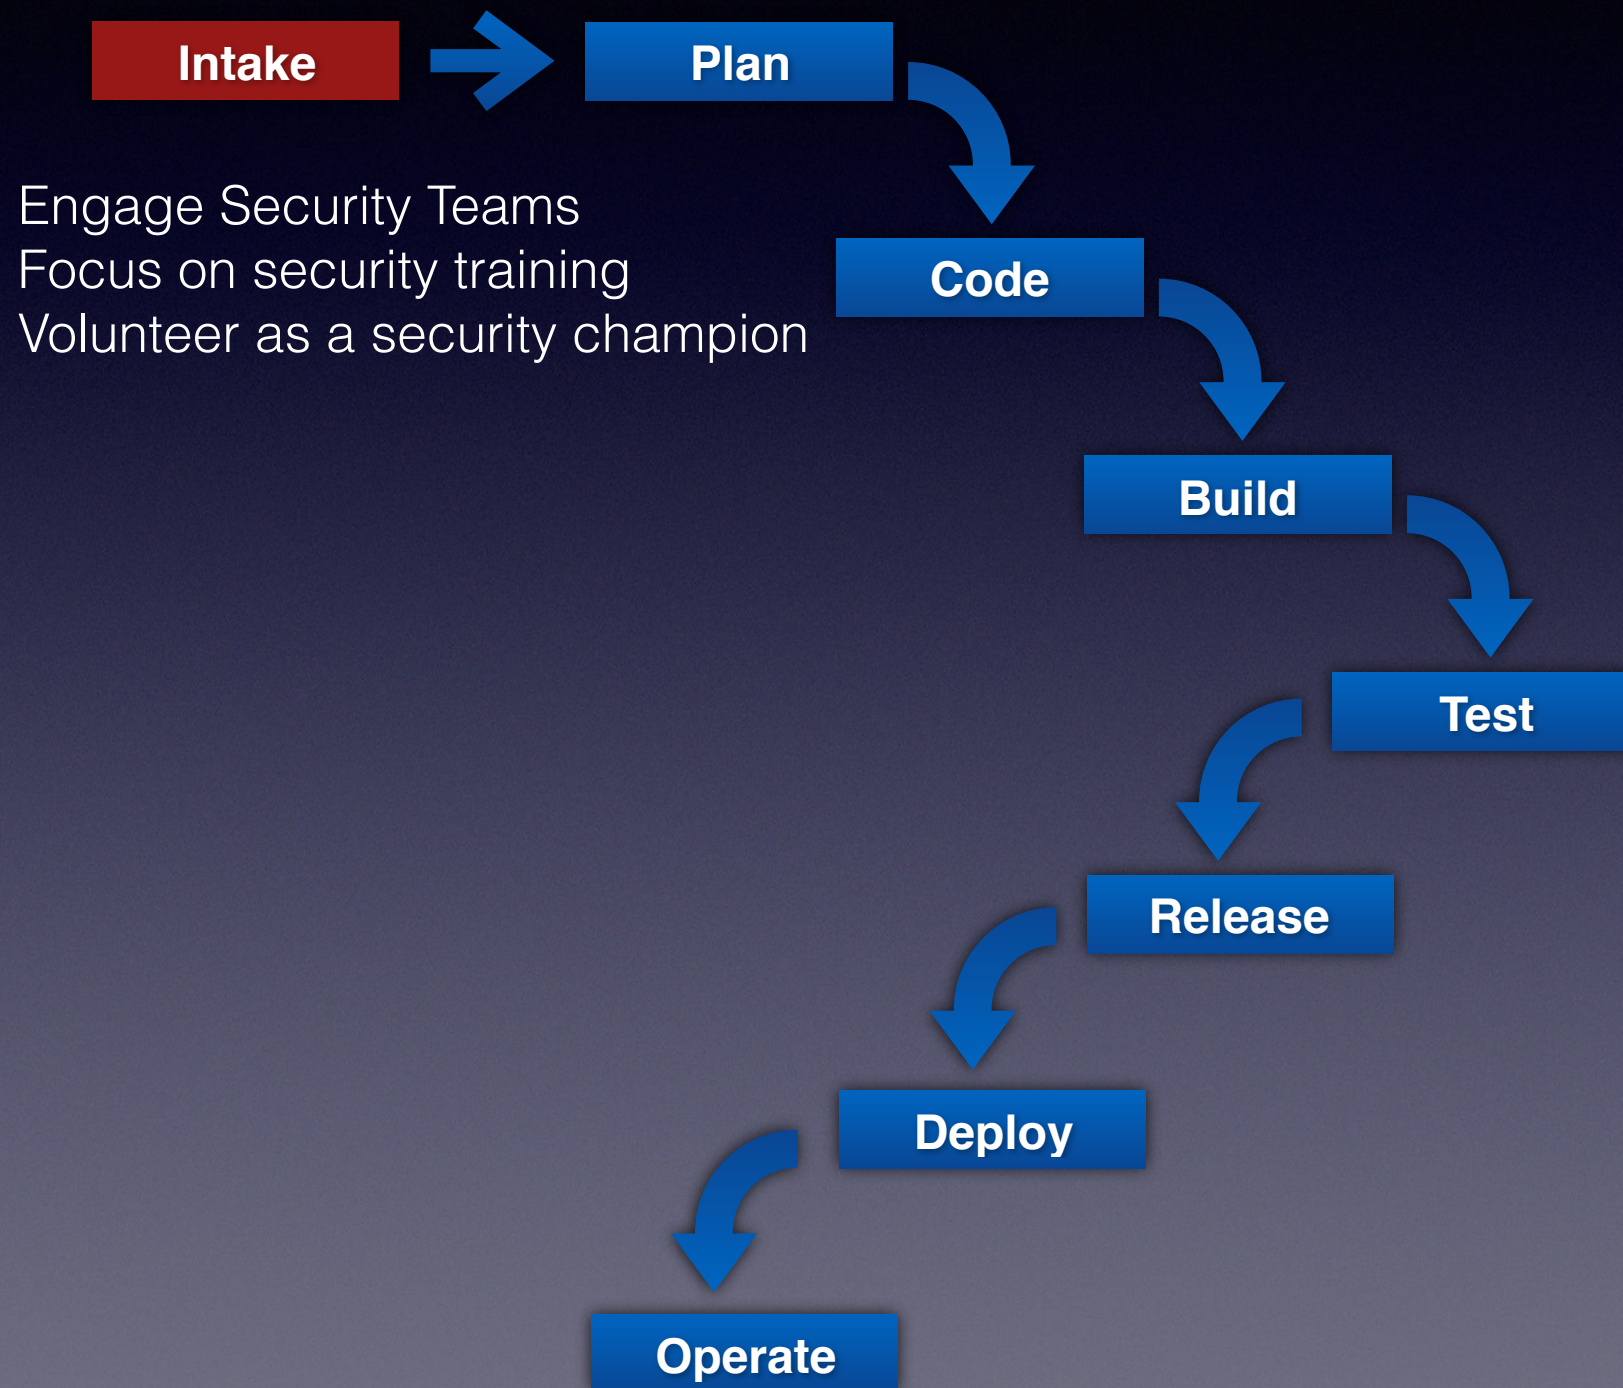 Intake
Plan
Engage Security Teams
Focus on security training
Volunteer as a security champion
Code
Build
Test
Release
Deploy
Operate